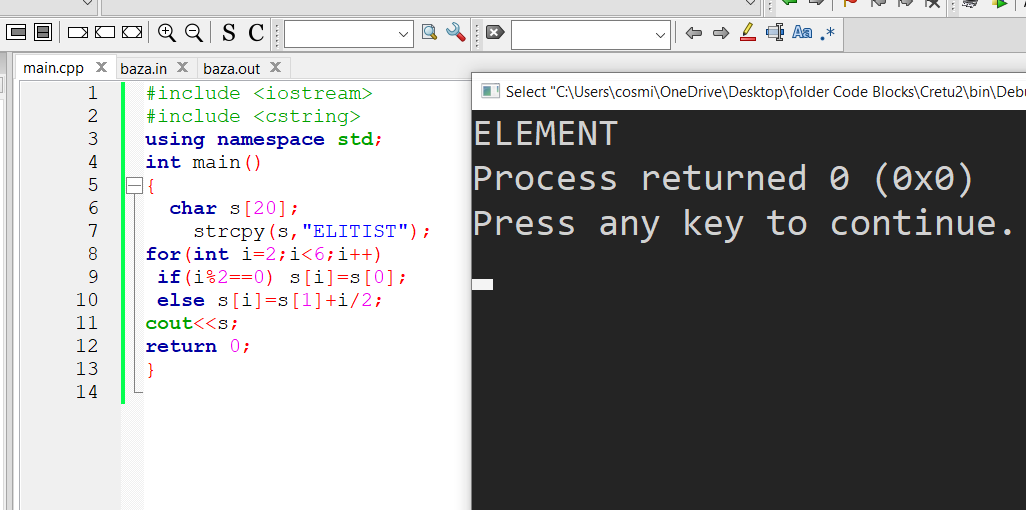 S C
Aa .*
main.cpp baza.in baza.out
1 #include <iostream>
2 #include <cstring>
3 using namespace std;
4 int main()
5 {
6 char s[20];
7 strcpy(s,"ELITIST");
8 for(int i=2;i<6;i++)
9 if(i%2==0) s[i]=s[0];
10 else s[i]=s[1]+i/2;
11 cout<<s;
12 return 0;
13 }
14
Select "C:\Users\cosmi\OneDrive\Desktop\folder Code Blocks\Cretu2\bin\Debu
ELEMENT
Process returned 0 (0x0)
Press any key to continue.